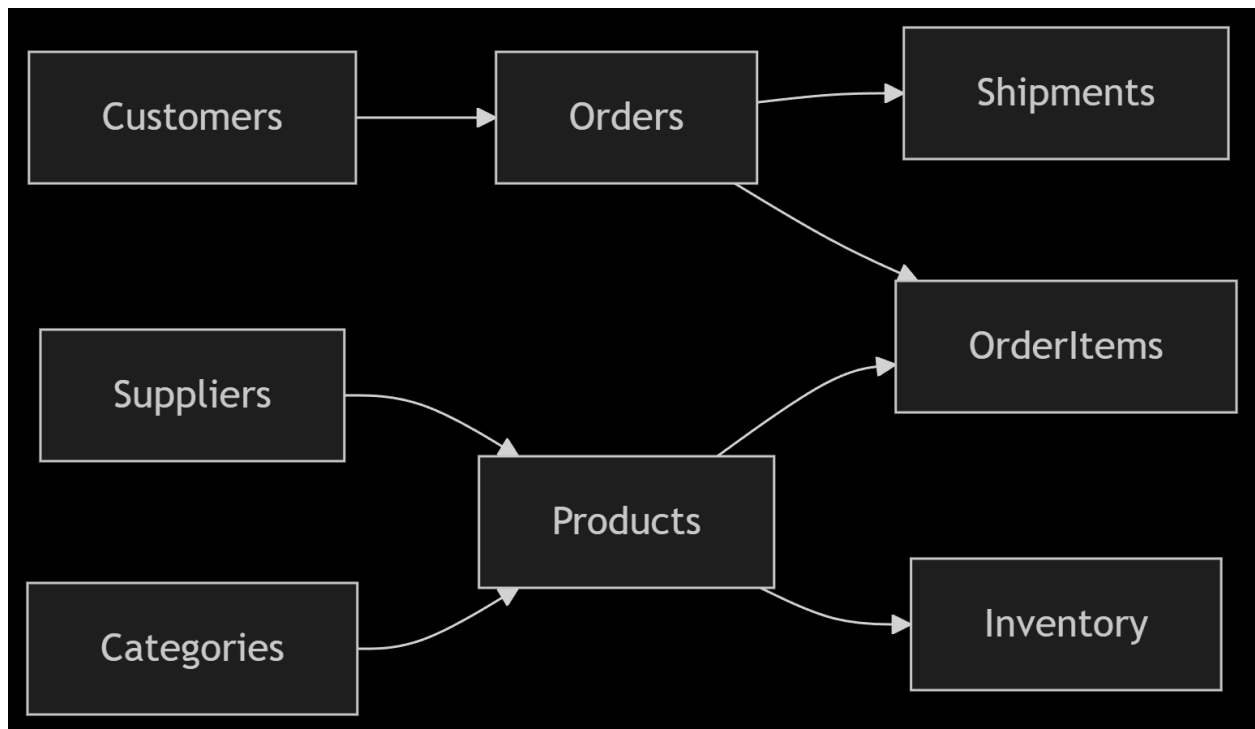 Customers
Orders
Shipments
Suppliers
OrderItems
Products
Categories
Inventory